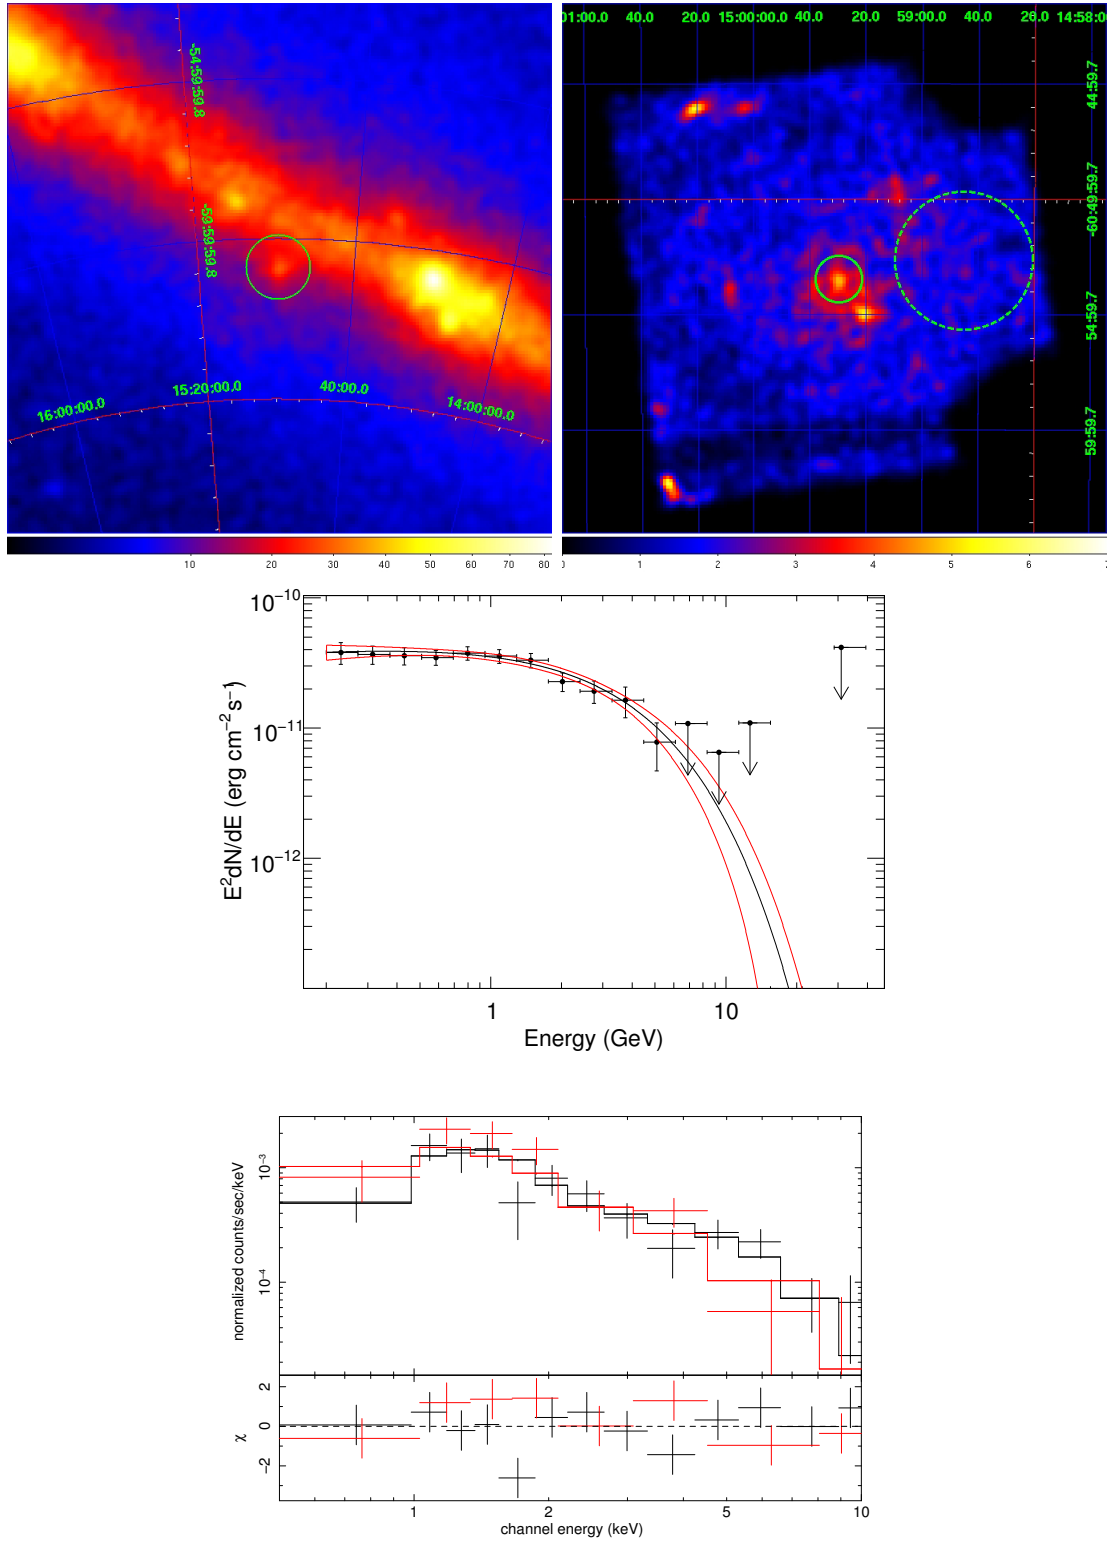 -54:59:59.8
-59:59:59.8
16:00:00.0
15:20:00.0
40:00.0
14:00:00.0
10 20 30 40 50 60 70 80
01:00.0 40.0 20.0 15:00:00.0 40.0 20.0 59:00.0 40.0 20.0 14:58:0
44:59.7
-60:49:59.7
54:59.7
59:59.7
0 1 2 3 4 5 6 7
10⁻¹⁰
10⁻¹¹
10⁻¹²
E²dN/dE (erg cm⁻² s⁻¹)
1 10
Energy (GeV)
10⁻³
10⁻⁴
normalized counts/sec/keV
2
0
−2
χ
1 2 5 10
channel energy (keV)